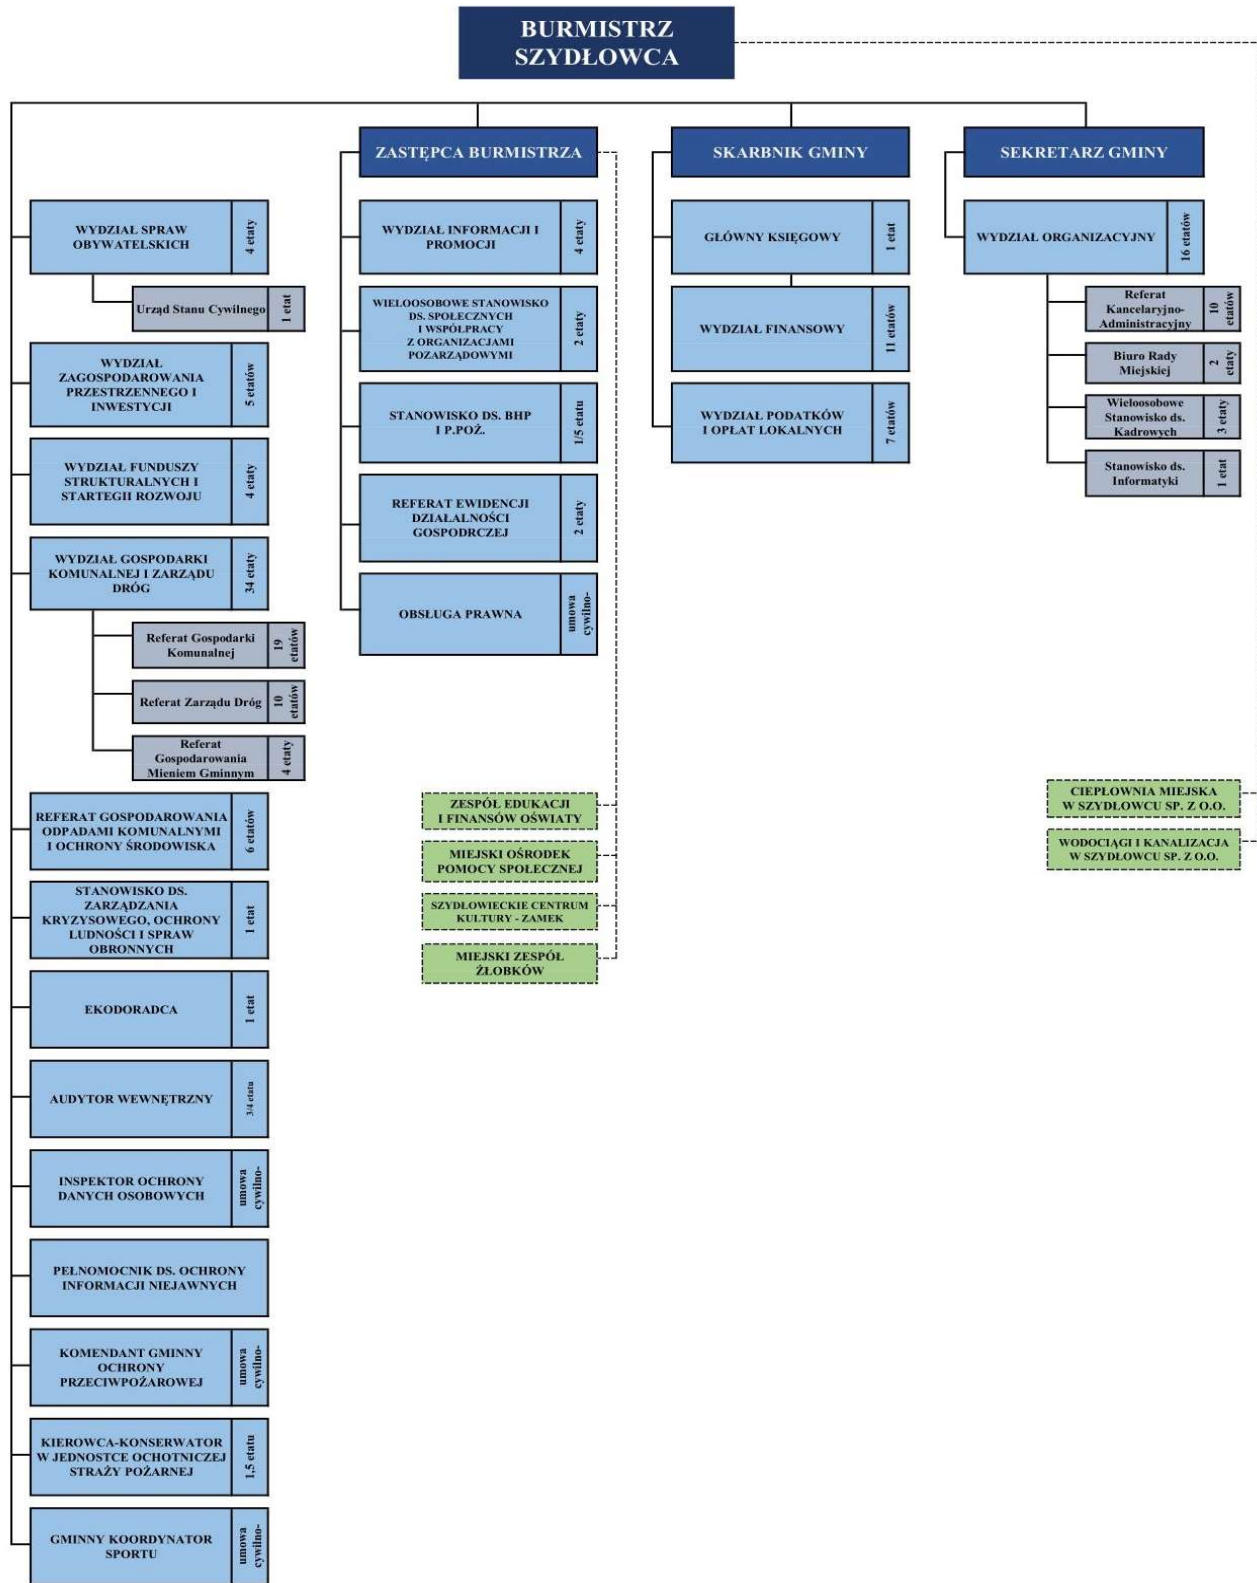 BURMISTRZ
SZYDŁOWCA
ZASTĘPCA BURMISTRZA
SKARBNIK GMINY
SEKRETARZ GMINY
WYDZIAŁ SPRAW
OBYWATELSKICH
4 etaty
Urząd Stanu Cywilnego
1 etat
WYDZIAŁ
ZAGOSPODAROWANIA
PRZESTRZENNEGO I
INWESTYCJI
5 etatów
WYDZIAŁ FUNDUSZY
STRUKTURALNYCH I
STARTEGII ROZWOJU
4 etaty
WYDZIAŁ GOSPODARKI
KOMUNALNEJ I ZARZĄDU
DRÓG
34 etaty
Referat Gospodarki
Komunalnej
19
etatów
Referat Zarządu Dróg
10
etatów
Referat
Gospodarowania
Mieniem Gminnym
4 etaty
REFERAT GOSPODAROWANIA
ODPADAMI KOMUNALNYMI
I OCHRONY ŚRODOWISKA
6 etatów
STANOWISKO DS.
ZARZĄDZANIA
KRYZYSOWEGO, OCHRONY
LUDNOŚCI I SPRAW
OBRONNYCH
1 etat
EKODORADCA
1 etat
AUDYTOR WEWNĘTRZNY
3/4 etatu
INSPEKTOR OCHRONY
DANYCH OSOBOWYCH
umowa
cywilno-
PEŁNOMOCNIK DS. OCHRONY
INFORMACJI NIEJAWNYCH
KOMENDANT GMINNY
OCHRONY
PRZECIWPOŻAROWEJ
umowa
cywilno-
KIEROWCA-KONSERWATOR
W JEDNOSTCE OCHOTNICZEJ
STRAŻY POŻARNEJ
1,5 etatu
GMINNY KOORDYNATOR
SPORTU
umowa
cywilno-
WYDZIAŁ INFORMACJI I
PROMOCJI
4 etaty
WIELOOSOBOWE STANOWISKO
DS. SPOŁECZNYCH
I WSPÓŁPRACY
Z ORGANIZACJAMI
POZARZĄDOWYMI
2 etaty
STANOWISKO DS. BHP
I P.POŻ.
1/5 etatu
REFERAT EWIDENCJI
DZIAŁALNOŚCI
GOSPODRCZEJ
2 etaty
OBSŁUGA PRAWNA
umowa
cywilno-
ZESPÓŁ EDUKACJI
I FINANSÓW OŚWIATY
MIEJSKI OŚRODEK
POMOCY SPOŁECZNEJ
SZYDŁOWIECKIE CENTRUM
KULTURY - ZAMEK
MIEJSKI ZESPÓŁ
ŻŁOBKÓW
GŁÓWNY KSIĘGOWY
1 etat
WYDZIAŁ FINANSOWY
11 etatów
WYDZIAŁ PODATKÓW
I OPŁAT LOKALNYCH
7 etatów
WYDZIAŁ ORGANIZACYJNY
16 etatów
Referat
Kancelaryjno-
Administracyjny
10
etatów
Biuro Rady
Miejskiej
2
etaty
Wieloosobowe
Stanowisko ds.
Kadrowych
3 etaty
Stanowisko ds.
Informatyki
1 etat
CIEPŁOWNIA MIEJSKA
W SZYDŁOWCU SP. Z O.O.
WODOCIĄGI I KANALIZACJA
W SZYDŁOWCU SP. Z O.O.